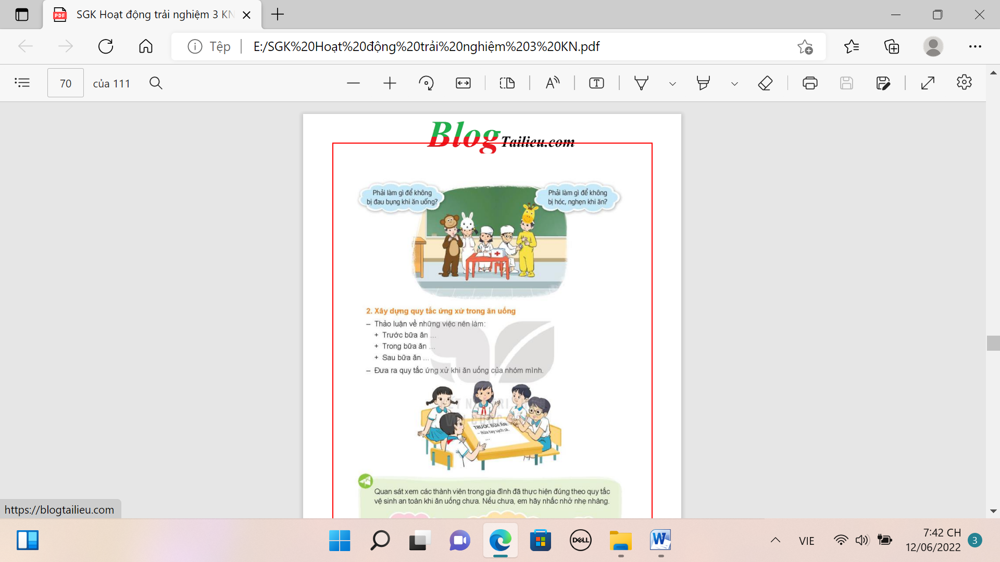 SGK Hoạt động trải nghiệm 3 KN
Tệp
E:/SGK%20Hoạt%20động%20trải%20nghiệm%203%20KN.pdf
70 của 111
BlogTailieu.com
Phải làm gì để không
bị đau bụng khi ăn uống?
Phải làm gì để không
bị hóc, nghẹn khi ăn?
2. Xây dựng quy tắc ứng xử trong ăn uống
– Thảo luận về những việc nên làm:
+ Trước bữa ăn ...
+ Trong bữa ăn ...
+ Sau bữa ăn ...
– Đưa ra quy tắc ứng xử khi ăn uống của nhóm mình.
TRƯỚC BỮA ĂN:
– Rửa tay sạch sẽ.
...
Quan sát xem các thành viên trong gia đình đã thực hiện đúng theo quy tắc
vệ sinh an toàn khi ăn uống chưa. Nếu chưa, em hãy nhắc nhở nhẹ nhàng.
https://blogtailieu.com
DELL
VIE
7:42 CH
12/06/2022
3